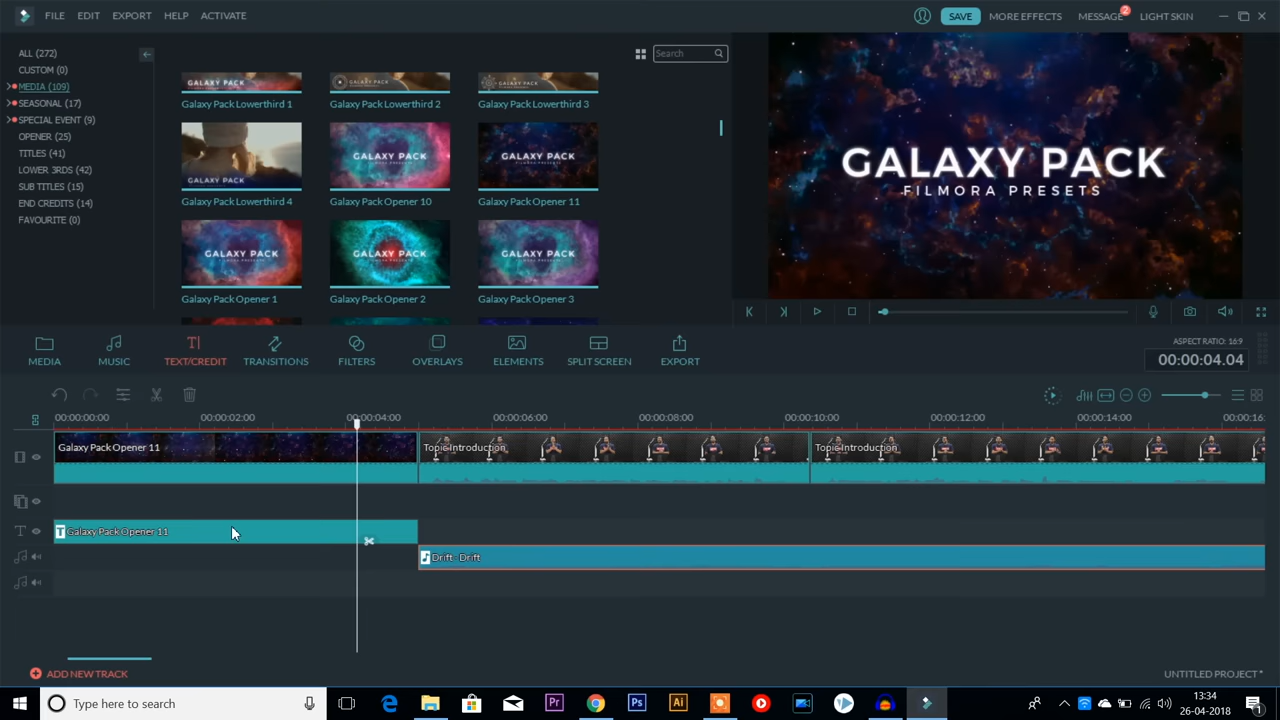 FILE EDIT EXPORT HELP ACTIVATE
SAVE MORE EFFECTS MESSAGE 2 LIGHT SKIN
ALL (272)
CUSTOM (0)
MEDIA (109)
SEASONAL (17)
SPECIAL EVENT (9)
OPENER (25)
TITLES (41)
LOWER 3RDS (42)
SUB TITLES (15)
END CREDITS (14)
FAVOURITE (0)
Search
Galaxy Pack Lowerthird 1 Galaxy Pack Lowerthird 2 Galaxy Pack Lowerthird 3
GALAXY PACK GALAXY PACK GALAXY PACK
Galaxy Pack Lowerthird 4 Galaxy Pack Opener 10 Galaxy Pack Opener 11
GALAXY PACK GALAXY PACK GALAXY PACK
Galaxy Pack Opener 1 Galaxy Pack Opener 2 Galaxy Pack Opener 3
GALAXY PACK
FILMORA PRESETS
MEDIA MUSIC TEXT/CREDIT TRANSITIONS FILTERS OVERLAYS ELEMENTS SPLIT SCREEN EXPORT
ASPECT RATIO: 16:9
00:00:04.04
00:00:00:00 00:00:02:00 00:00:04:00 00:00:06:00 00:00:08:00 00:00:10:00 00:00:12:00 00:00:14:00 00:00:16:
Galaxy Pack Opener 11 Topic Introduction Topic Introduction
T Galaxy Pack Opener 11
Drift - Drift
ADD NEW TRACK
UNTITLED PROJECT *
Type here to search
Pr Ps Ai
13:34
26-04-2018
1